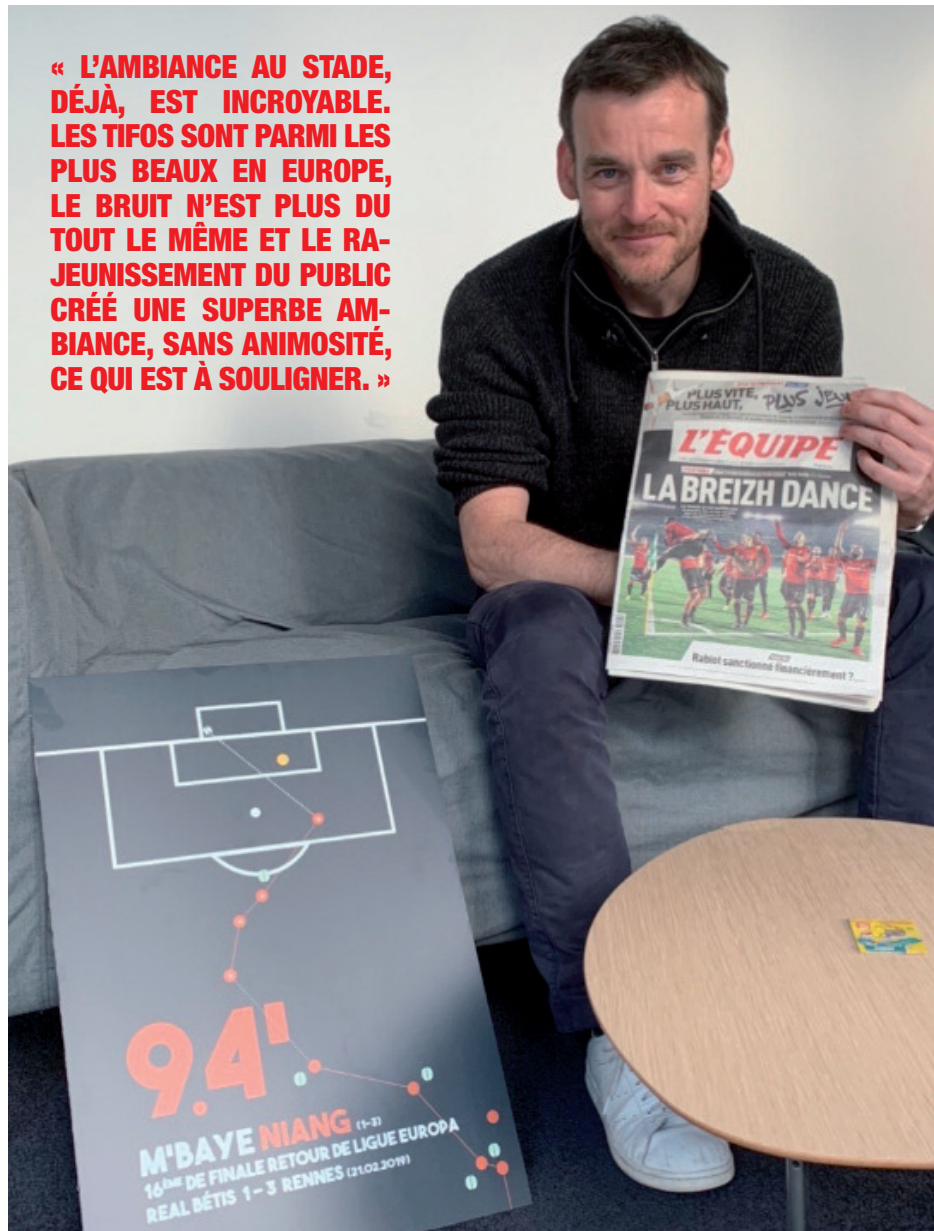 « L'AMBIANCE AU STADE,
DÉJÀ, EST INCROYABLE.
LES TIFOS SONT PARMI LES
PLUS BEAUX EN EUROPE,
LE BRUIT N'EST PLUS DU
TOUT LE MÊME ET LE RA-
JEUNISSEMENT DU PUBLIC
CRÉÉ UNE SUPERBE AM-
BIANCE, SANS ANIMOSITÉ,
CE QUI EST À SOULIGNER. »
PLUS VITE,
PLUS HAUT, PLUS
L'ÉQUIPE
LA BREIZH DANCE
Rabiot sanctionné financièrement ?
94'
M'BAYE NIANG (1-3)
16ÈME DE FINALE RETOUR DE LIGUE EUROPA
REAL BÉTIS 1-3 RENNES (21.02.2019)